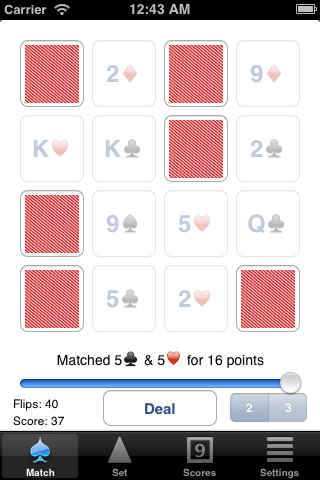 Carrier 12:43 AM
2♦ 9♦
K♥ K♣ 2♣
9♠ 5♥ Q♣
5♣ 2♥
Matched 5♣ & 5♥ for 16 points
Flips: 40
Score: 37
Deal
2 3
9
Match Set Scores Settings